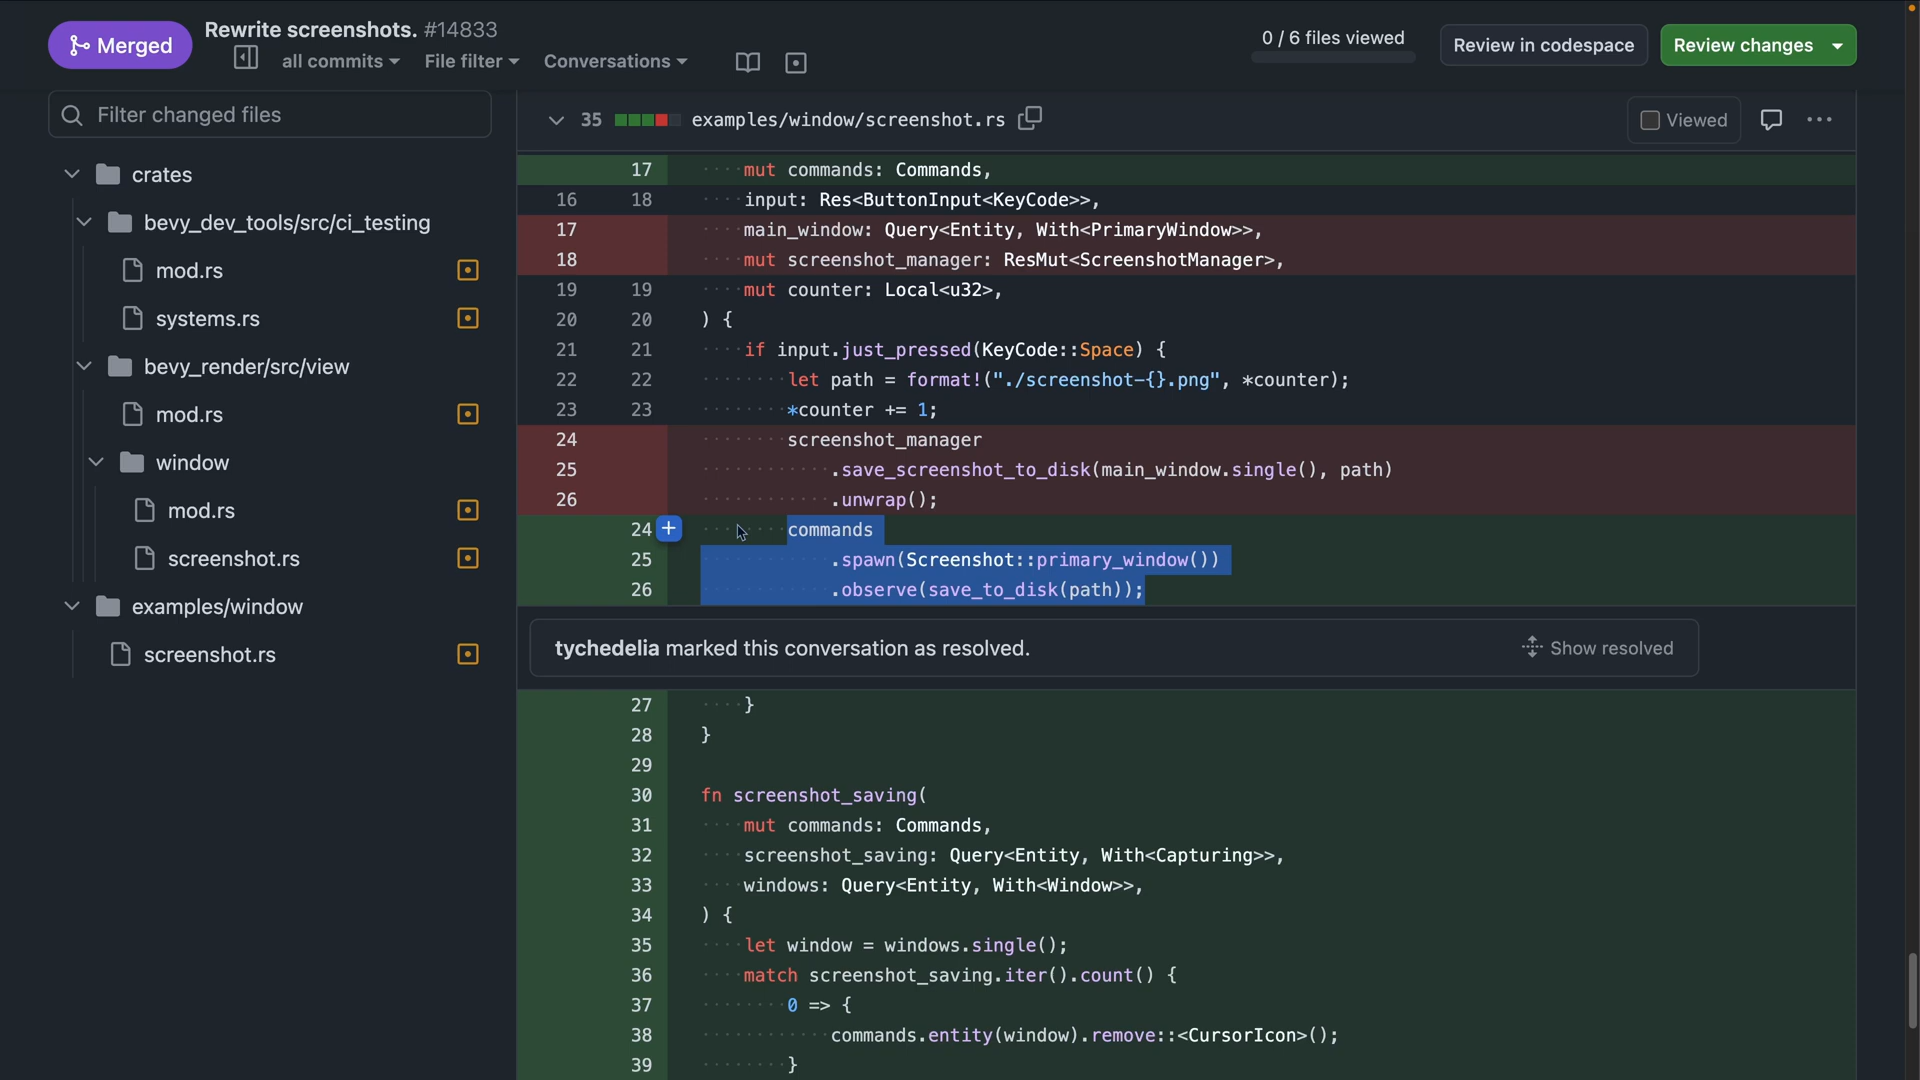 Merged
Rewrite screenshots. #14833
all commits
File filter
Conversations
0 / 6 files viewed
Review in codespace
Review changes
Filter changed files
crates
bevy_dev_tools/src/ci_testing
mod.rs
systems.rs
bevy_render/src/view
mod.rs
window
mod.rs
screenshot.rs
examples/window
screenshot.rs
35 examples/window/screenshot.rs
Viewed
17 mut commands: Commands,
16 18 input: Res<ButtonInput<KeyCode>>,
17 main_window: Query<Entity, With<PrimaryWindow>>,
18 mut screenshot_manager: ResMut<ScreenshotManager>,
19 19 mut counter: Local<u32>,
20 20 ) {
21 21 if input.just_pressed(KeyCode::Space) {
22 22 let path = format!("./screenshot-{}.png", *counter);
23 23 *counter += 1;
24 screenshot_manager
25 .save_screenshot_to_disk(main_window.single(), path)
26 .unwrap();
24 commands
25 .spawn(Screenshot::primary_window())
26 .observe(save_to_disk(path));
tychedelia marked this conversation as resolved.
Show resolved
27 }
28 }
29
30 fn screenshot_saving(
31 mut commands: Commands,
32 screenshot_saving: Query<Entity, With<Capturing>>,
33 windows: Query<Entity, With<Window>>,
34 ) {
35 let window = windows.single();
36 match screenshot_saving.iter().count() {
37 0 => {
38 commands.entity(window).remove::<CursorIcon>();
39 }